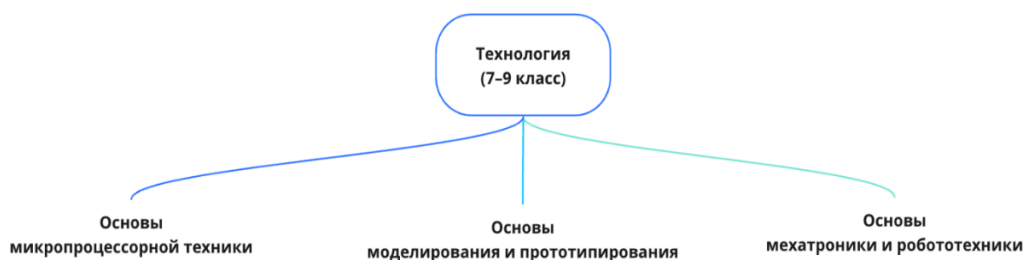 Технология
(7–9 класс)
Основы
микропроцессорной техники
Основы
моделирования и прототипирования
Основы
мехатроники и робототехники